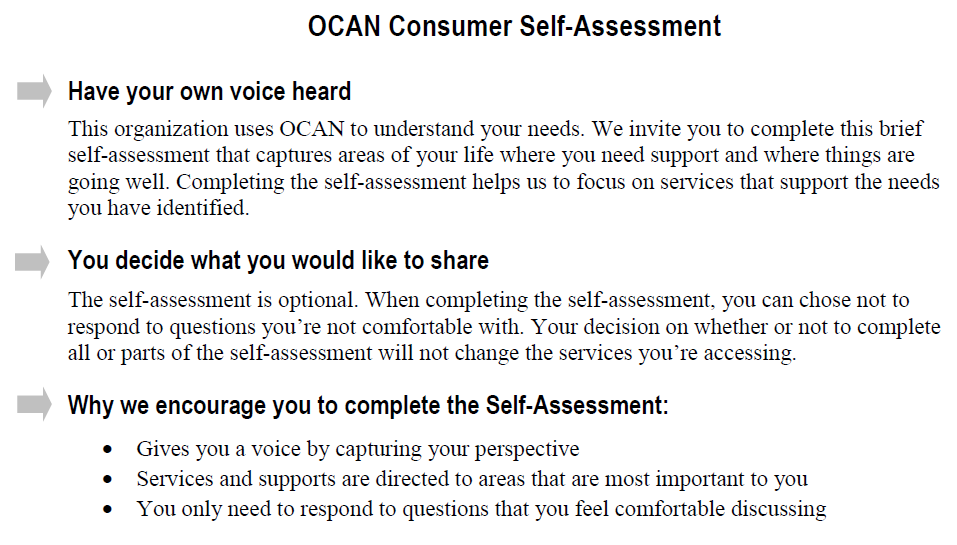 OCAN Consumer Self-Assessment
Have your own voice heard
This organization uses OCAN to understand your needs. We invite you to complete this brief
self-assessment that captures areas of your life where you need support and where things are
going well. Completing the self-assessment helps us to focus on services that support the needs
you have identified.
You decide what you would like to share
The self-assessment is optional. When completing the self-assessment, you can chose not to
respond to questions you’re not comfortable with. Your decision on whether or not to complete
all or parts of the self-assessment will not change the services you’re accessing.
Why we encourage you to complete the Self-Assessment:
• Gives you a voice by capturing your perspective
• Services and supports are directed to areas that are most important to you
• You only need to respond to questions that you feel comfortable discussing